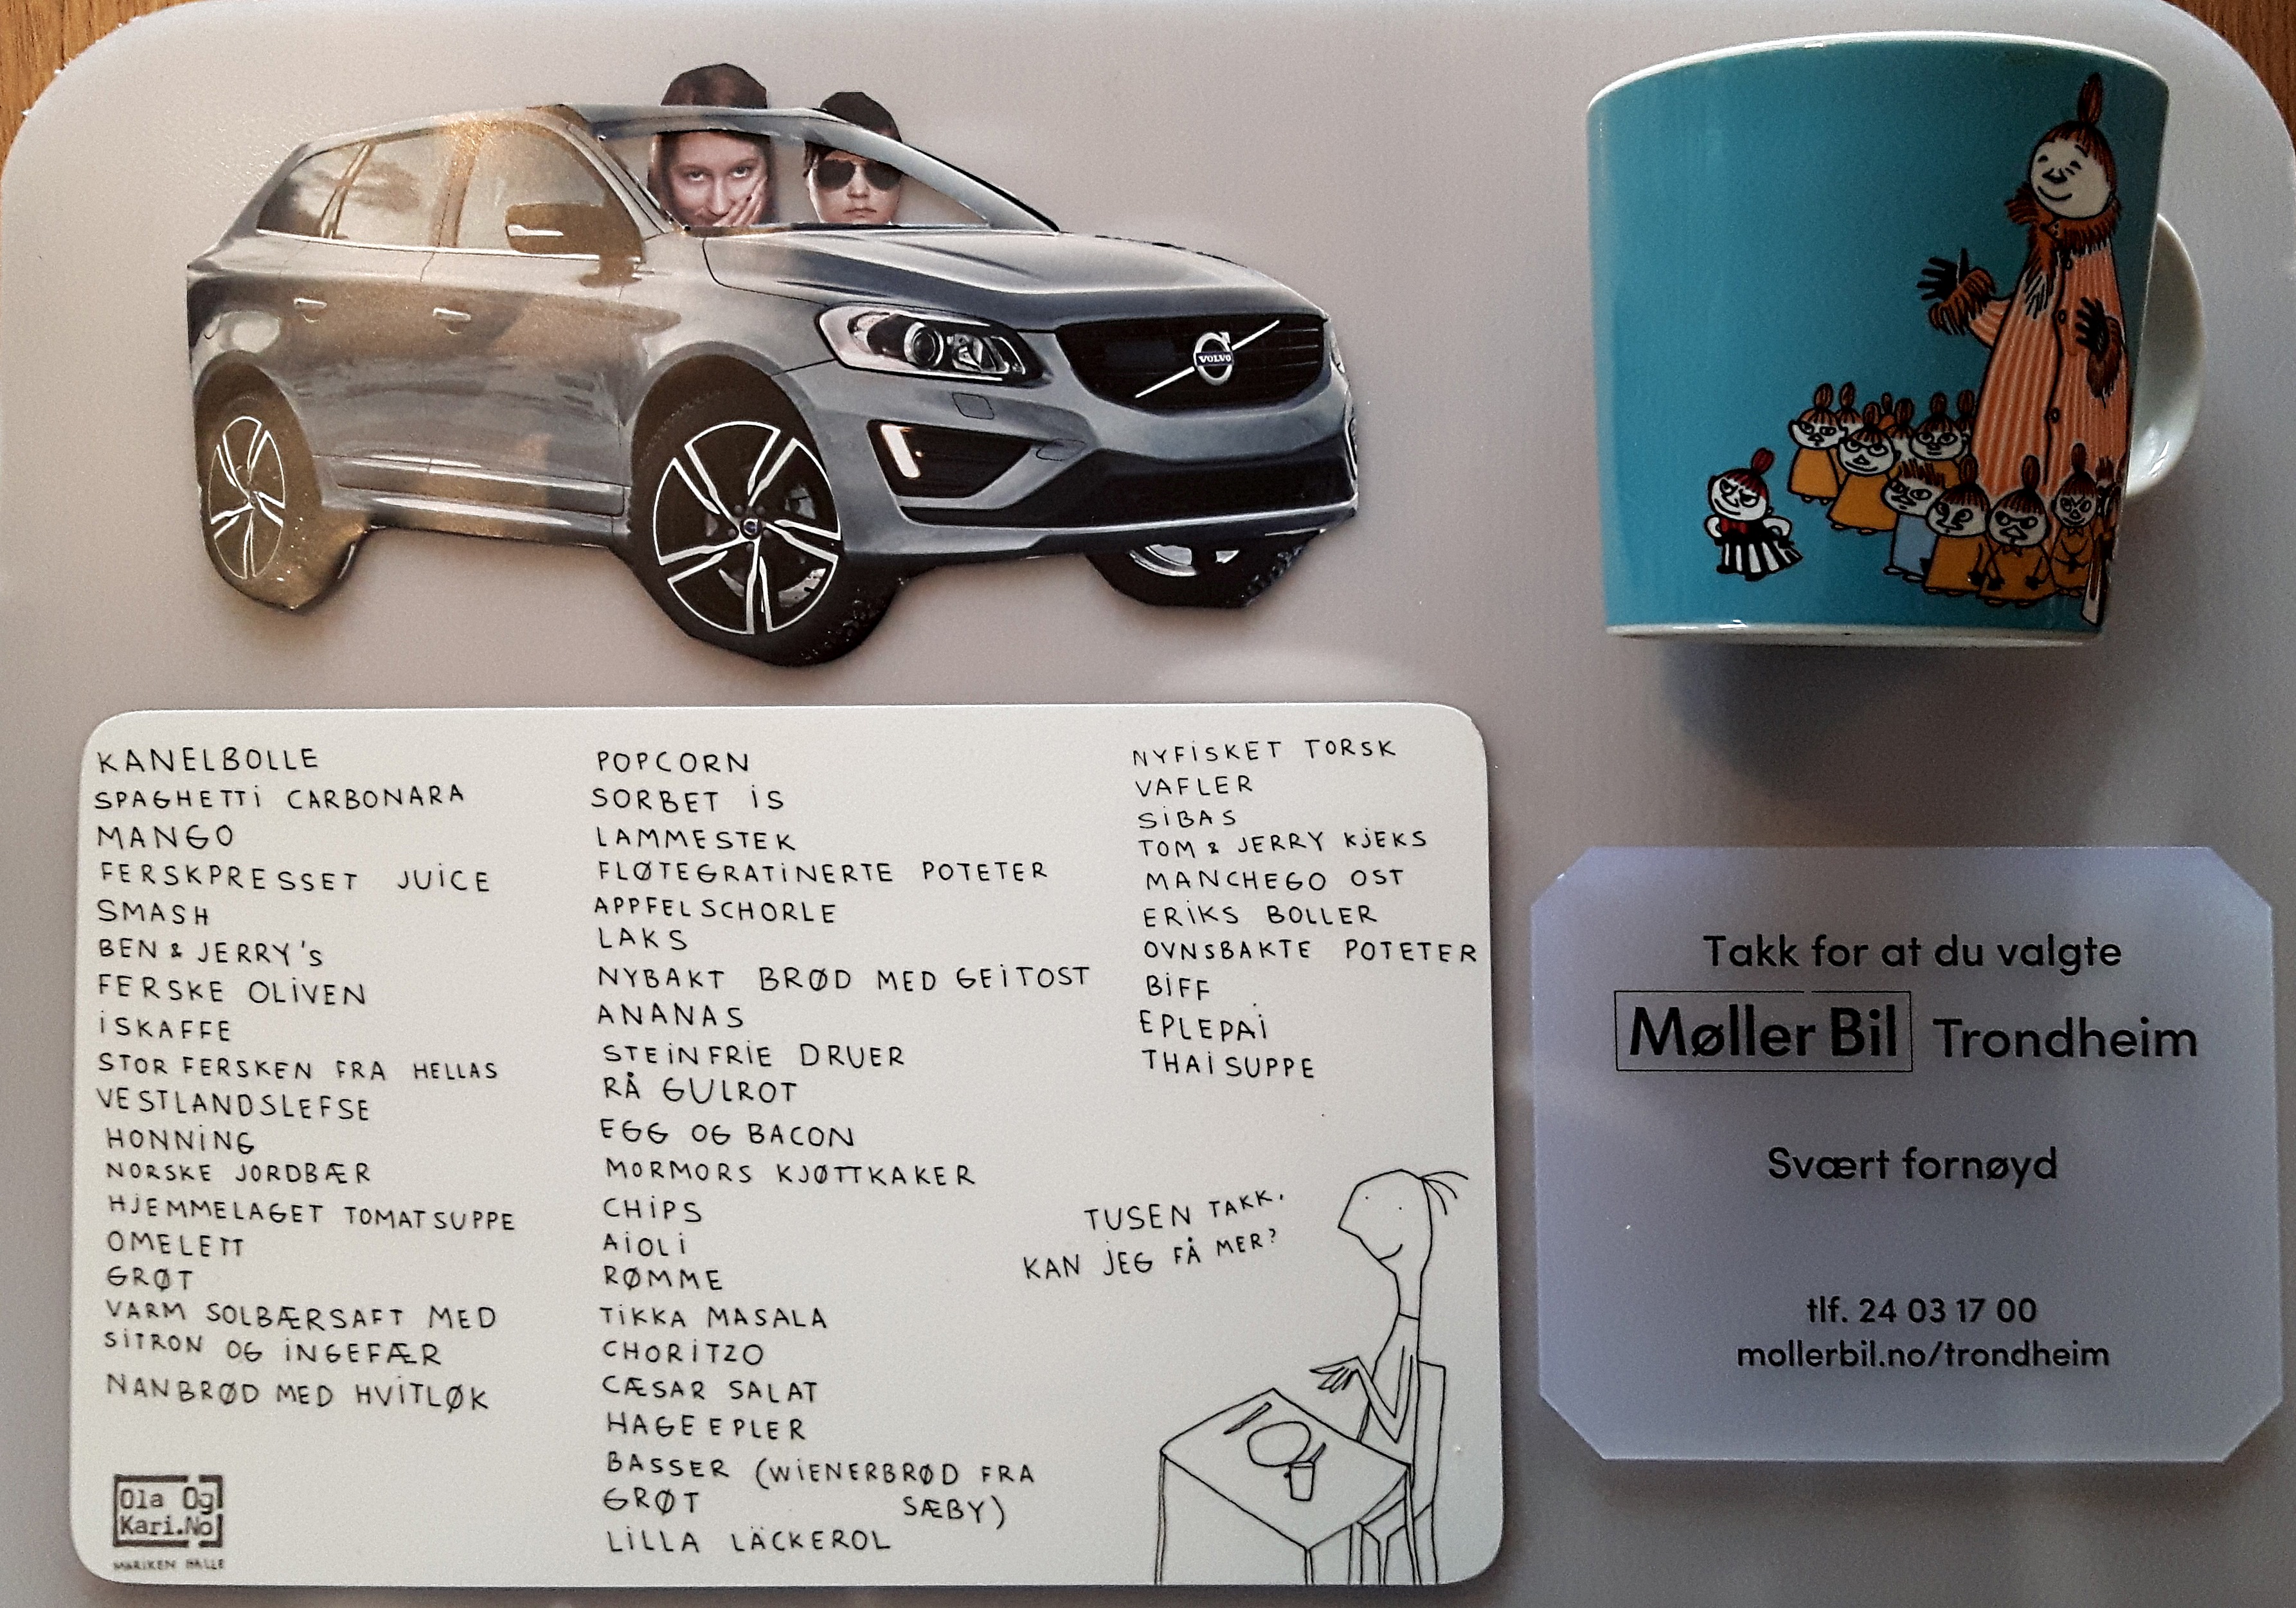 VOLVO
KANELBOLLE
SPAGHETTi CARBONARA
MANGO
FERSKPRESSET JUiCE
SMASH
BEN & JERRY's
FERSKE OLiVEN
iSKAFFE
STOR FERSKEN FRA HELLAS
VESTLANDSLEFSE
HONNiNG
NORSKE JORDBÆR
HJEMMELAGET TOMATSUPPE
OMELETT
GRØT
VARM SOLBÆRSAFT MED
SiTRON OG iNGEFÆR
NANBRØD MED HViTLØK
Ola Og
Kari.No
MARIKEN HALLE
POPCORN
SORBET iS
LAMMESTEK
FLØTEGRATiNERTE POTETER
APPFELSCHORLE
LAKS
NYBAKT BRØD MED GEiTOST
ANANAS
STEiNFRiE DRUER
RÅ GULROT
EGG OG BACON
MORMORS KJØTTKAKER
CHiPS
AiOLi
RØMME
TiKKA MASALA
CHORiTZO
CÆSAR SALAT
HAGEEPLER
BASSER (WiENERBRØD FRA
GRØT SÆBY)
LiLLA LÄCKEROL
NYFiSKET TORSK
VAFLER
SiBAS
TOM & JERRY KjEKS
MANCHEGO OST
ERiKS BOLLER
OVNSBAKTE POTETER
BiFF
EPLEPAi
THAiSUPPE
TUSEN TAKK.
KAN jEG FÅ MER?
Takk for at du valgte
Møller Bil Trondheim
Svært fornøyd
tlf. 24 03 17 00
mollerbil.no/trondheim